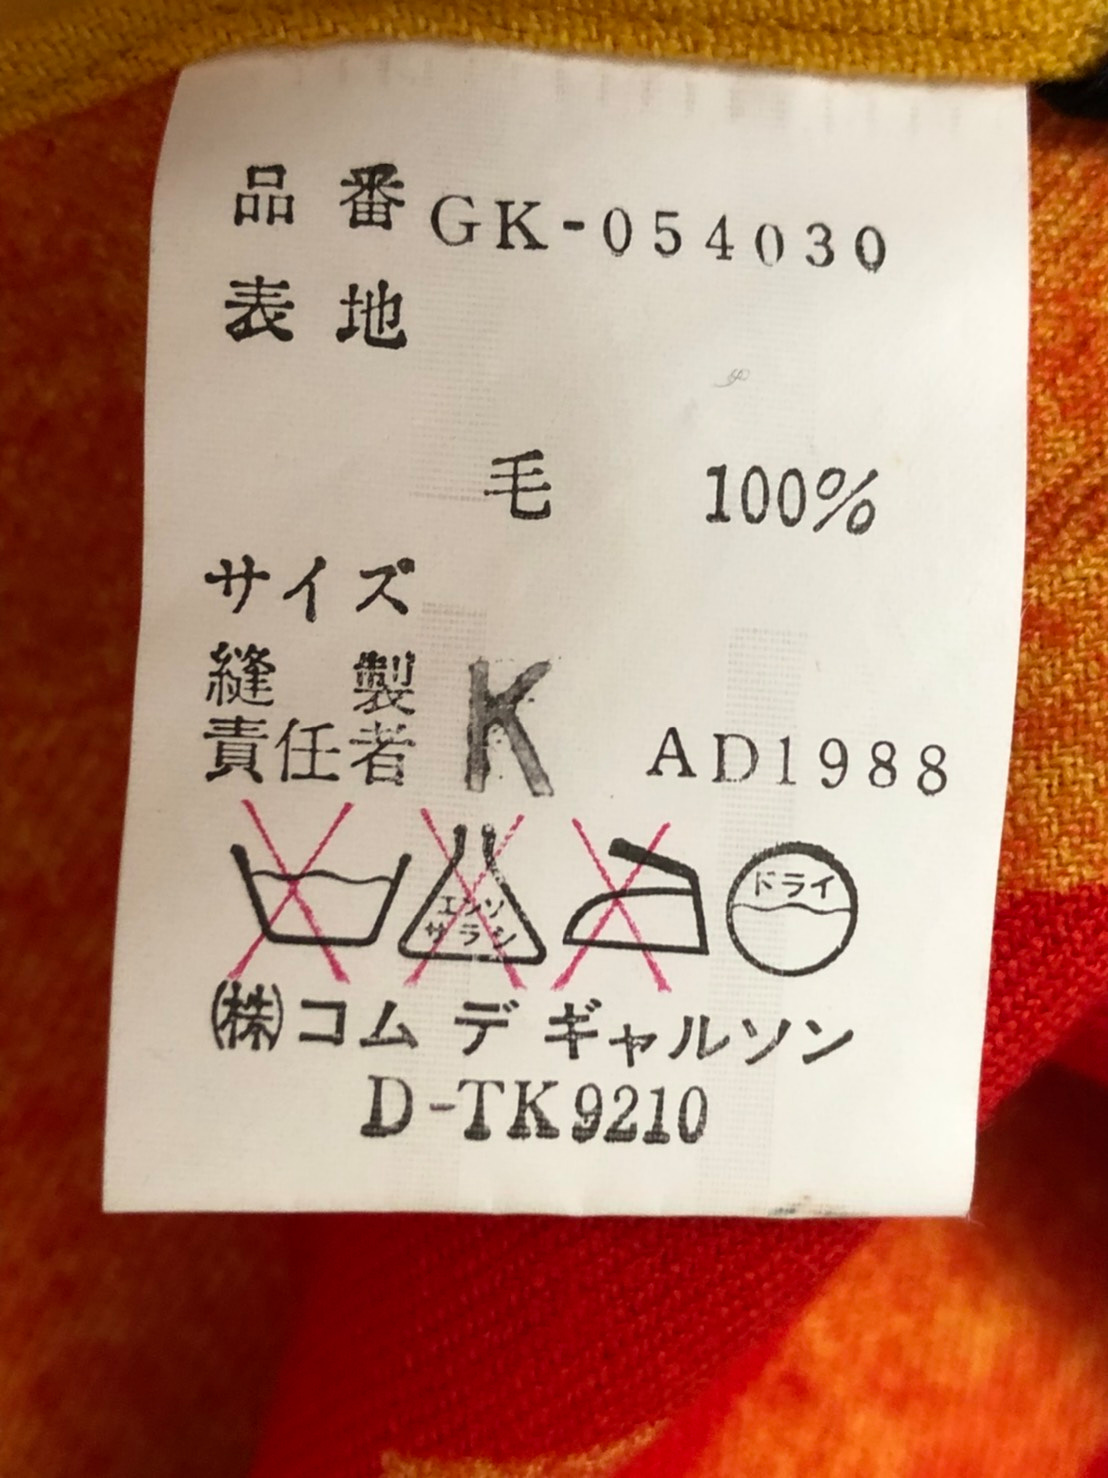 品番 GK-054030
表地
毛 100%
サイズ
縫製
責任者 K AD1988
エンソ
サラシ
ドライ
㈱コム デ ギャルソン
D-TK9210